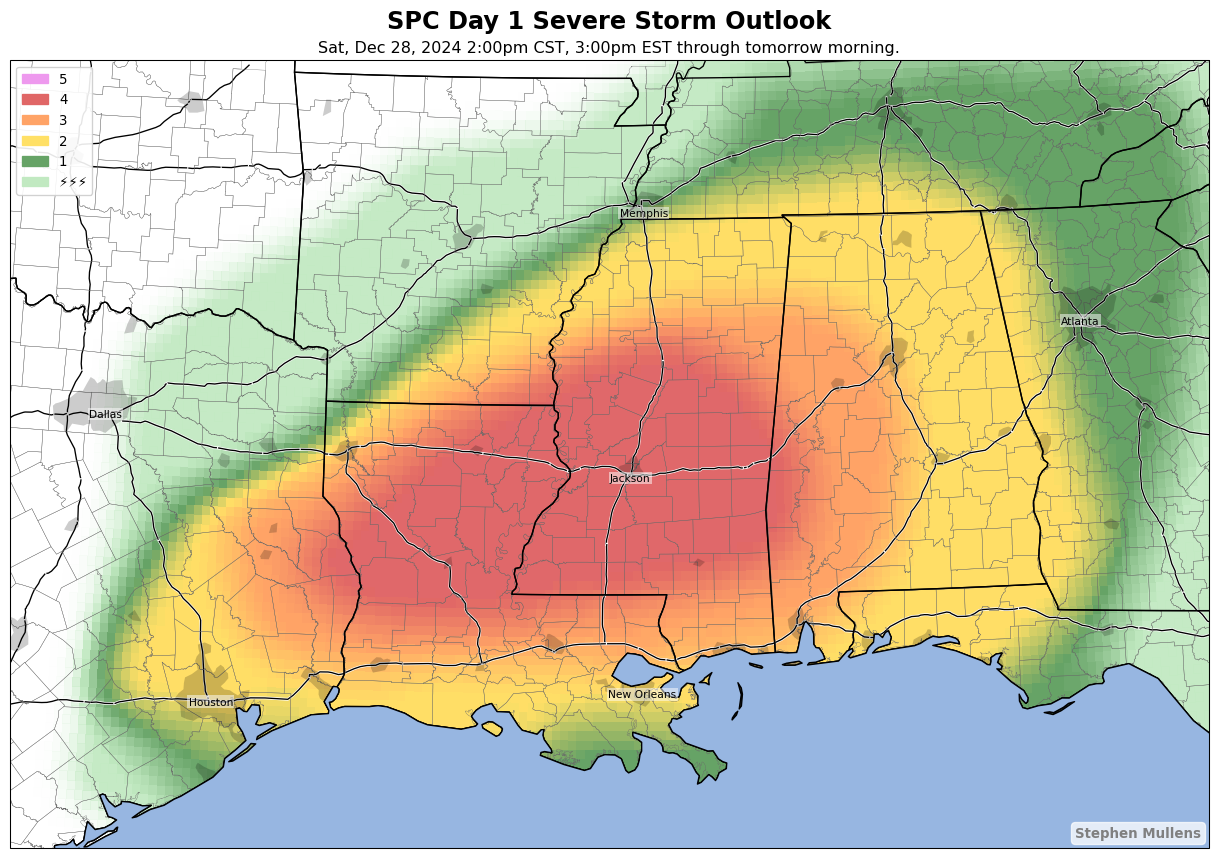 SPC Day 1 Severe Storm Outlook
Sat, Dec 28, 2024 2:00pm CST, 3:00pm EST through tomorrow morning.
5
4
3
2
1
⚡⚡⚡
Memphis
Atlanta
Dallas
Jackson
New Orleans
Houston
Stephen Mullens